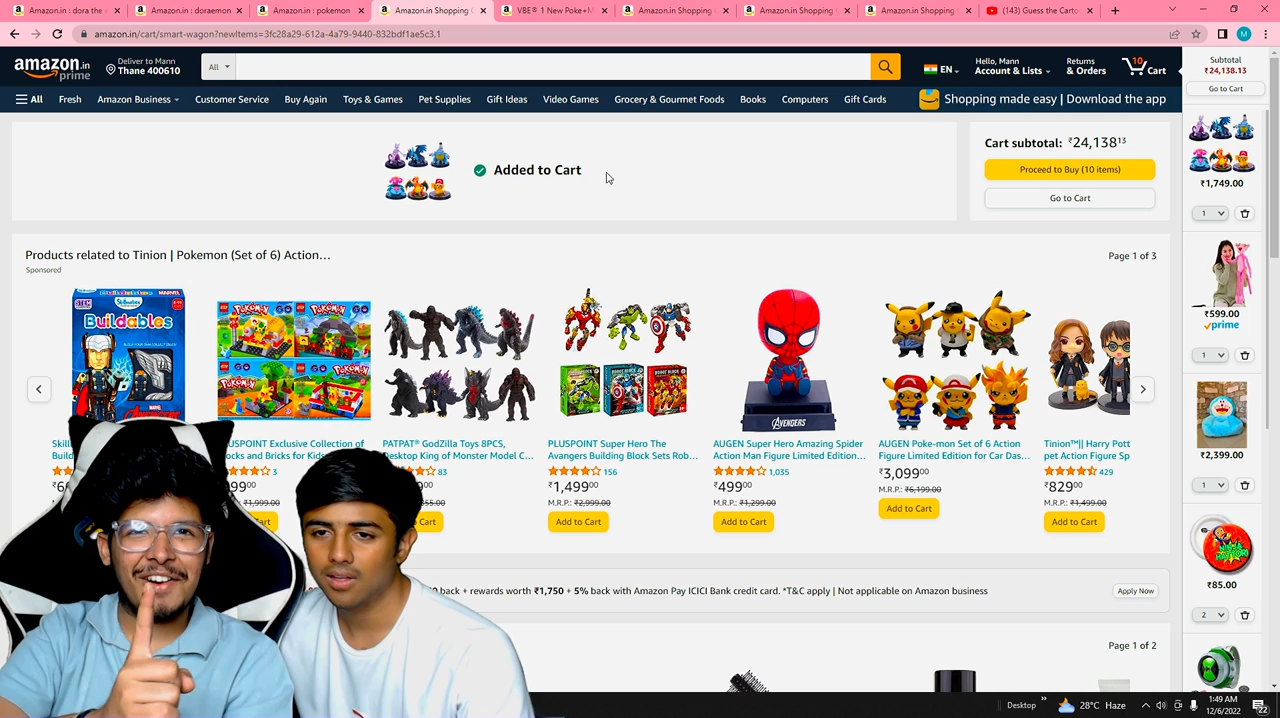 Amazon.in : dora the e
Amazon.in : doraemon
Amazon.in : pokemon
Amazon.in Shopping C
VBE® 1 New Poke+M
Amazon.in Shopping
Amazon.in Shopping
Amazon.in Shopping
(143) Guess the Carto
amazon.in/cart/smart-wagon?newItems=3fc28a29-612a-4a79-9440-832bdf1ae5c3,1
M
amazon.in
prime
Deliver to Mann
Thane 400610
All
EN
Hello, Mann
Account & Lists
Returns
& Orders
10
Cart
All
Fresh
Amazon Business
Customer Service
Buy Again
Toys & Games
Pet Supplies
Gift Ideas
Video Games
Grocery & Gourmet Foods
Books
Computers
Gift Cards
Shopping made easy | Download the app
Subtotal
₹24,138.13
Go to Cart
Added to Cart
Cart subtotal: ₹24,138 13
Proceed to Buy (10 items)
Go to Cart
₹1,749.00
1
₹599.00
prime
1
₹2,399.00
1
NINJA
HATTORI
₹85.00
2
Products related to Tinion | Pokemon (Set of 6) Action…
Sponsored
Page 1 of 3
STEM
MARVEL
Buildables
POKEMON
POKEMON
POKEMON
POKEMON
AVENGERS
Skill
Build
USPOINT Exclusive Collection of
ocks and Bricks for Kids
3
99 00
₹1,999.00
Cart
PATPAT® GodZilla Toys 8PCS,
Desktop King of Monster Model C…
83
Cart
PLUSPOINT Super Hero The
Avangers Building Block Sets Rob…
156
₹1,499 00
M.R.P.: ₹2,999.00
Add to Cart
AUGEN Super Hero Amazing Spider
Action Man Figure Limited Edition…
1,035
₹499 00
M.R.P.: ₹1,299.00
Add to Cart
AUGEN Poke-mon Set of 6 Action
Figure Limited Edition for Car Das…
₹3,099 00
M.R.P.: ₹6,199.00
Add to Cart
Tinion™|| Harry Pott
pet Action Figure Sp
429
₹829 00
M.R.P.: ₹1,499.00
Add to Cart
back + rewards worth ₹1,750 + 5% back with Amazon Pay ICICI Bank credit card. *T&C apply | Not applicable on Amazon business
Apply Now
Page 1 of 2
Desktop
28°C Haze
1:49 AM
12/6/2022
22